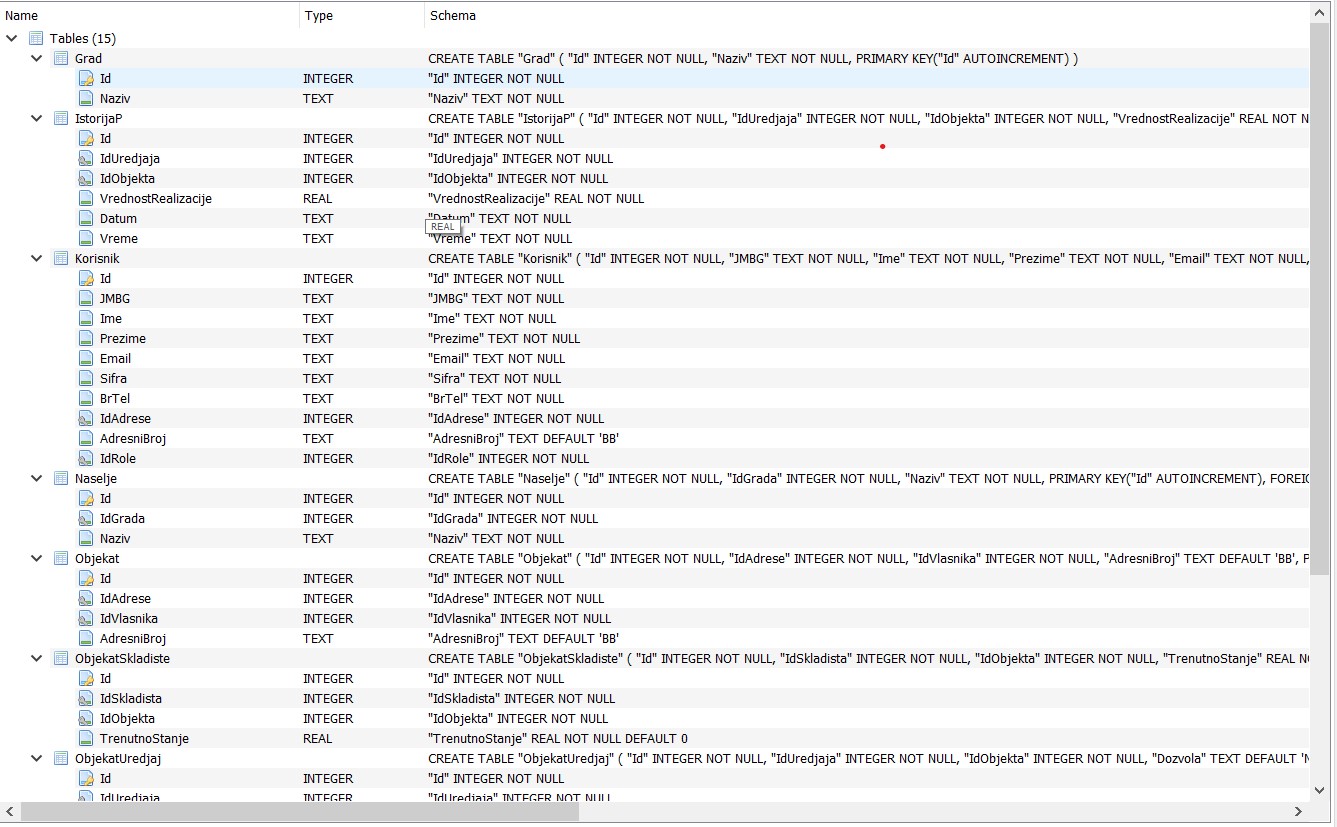 Name Type Schema
Tables (15)
Grad CREATE TABLE "Grad" ( "Id" INTEGER NOT NULL, "Naziv" TEXT NOT NULL, PRIMARY KEY("Id" AUTOINCREMENT) )
Id INTEGER "Id" INTEGER NOT NULL
Naziv TEXT "Naziv" TEXT NOT NULL
IstorijaP CREATE TABLE "IstorijaP" ( "Id" INTEGER NOT NULL, "IdUredjaja" INTEGER NOT NULL, "IdObjekta" INTEGER NOT NULL, "VrednostRealizacije" REAL NOT N
Id INTEGER "Id" INTEGER NOT NULL
IdUredjaja INTEGER "IdUredjaja" INTEGER NOT NULL
IdObjekta INTEGER "IdObjekta" INTEGER NOT NULL
VrednostRealizacije REAL "VrednostRealizacije" REAL NOT NULL
Datum TEXT "Datum" TEXT NOT NULL
REAL
Vreme TEXT "Vreme" TEXT NOT NULL
Korisnik CREATE TABLE "Korisnik" ( "Id" INTEGER NOT NULL, "JMBG" TEXT NOT NULL, "Ime" TEXT NOT NULL, "Prezime" TEXT NOT NULL, "Email" TEXT NOT NULL,
Id INTEGER "Id" INTEGER NOT NULL
JMBG TEXT "JMBG" TEXT NOT NULL
Ime TEXT "Ime" TEXT NOT NULL
Prezime TEXT "Prezime" TEXT NOT NULL
Email TEXT "Email" TEXT NOT NULL
Sifra TEXT "Sifra" TEXT NOT NULL
BrTel TEXT "BrTel" TEXT NOT NULL
IdAdrese INTEGER "IdAdrese" INTEGER NOT NULL
AdresniBroj TEXT "AdresniBroj" TEXT DEFAULT 'BB'
IdRole INTEGER "IdRole" INTEGER NOT NULL
Naselje CREATE TABLE "Naselje" ( "Id" INTEGER NOT NULL, "IdGrada" INTEGER NOT NULL, "Naziv" TEXT NOT NULL, PRIMARY KEY("Id" AUTOINCREMENT), FOREIG
Id INTEGER "Id" INTEGER NOT NULL
IdGrada INTEGER "IdGrada" INTEGER NOT NULL
Naziv TEXT "Naziv" TEXT NOT NULL
Objekat CREATE TABLE "Objekat" ( "Id" INTEGER NOT NULL, "IdAdrese" INTEGER NOT NULL, "IdVlasnika" INTEGER NOT NULL, "AdresniBroj" TEXT DEFAULT 'BB', P
Id INTEGER "Id" INTEGER NOT NULL
IdAdrese INTEGER "IdAdrese" INTEGER NOT NULL
IdVlasnika INTEGER "IdVlasnika" INTEGER NOT NULL
AdresniBroj TEXT "AdresniBroj" TEXT DEFAULT 'BB'
ObjekatSkladiste CREATE TABLE "ObjekatSkladiste" ( "Id" INTEGER NOT NULL, "IdSkladista" INTEGER NOT NULL, "IdObjekta" INTEGER NOT NULL, "TrenutnoStanje" REAL NO
Id INTEGER "Id" INTEGER NOT NULL
IdSkladista INTEGER "IdSkladista" INTEGER NOT NULL
IdObjekta INTEGER "IdObjekta" INTEGER NOT NULL
TrenutnoStanje REAL "TrenutnoStanje" REAL NOT NULL DEFAULT 0
ObjekatUredjaj CREATE TABLE "ObjekatUredjaj" ( "Id" INTEGER NOT NULL, "IdUredjaja" INTEGER NOT NULL, "IdObjekta" INTEGER NOT NULL, "Dozvola" TEXT DEFAULT 'N
Id INTEGER "Id" INTEGER NOT NULL
IdUredjaja INTEGER "IdUredjaja" INTEGER NOT NULL